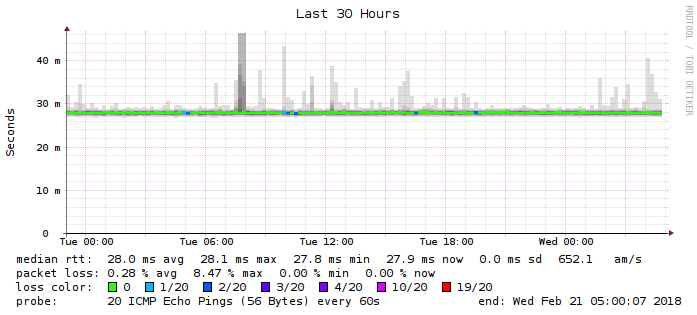 Last 30 Hours
RRDTOOL / TOBI OETIKER
Seconds
40 m
30 m
20 m
10 m
0
Tue 00:00 Tue 06:00 Tue 12:00 Tue 18:00 Wed 00:00
median rtt: 28.0 ms avg 28.1 ms max 27.8 ms min 27.9 ms now 0.0 ms sd 652.1 am/s
packet loss: 0.28 % avg 8.47 % max 0.00 % min 0.00 % now
loss color: 0 1/20 2/20 3/20 4/20 10/20 19/20
probe: 20 ICMP Echo Pings (56 Bytes) every 60s end: Wed Feb 21 05:00:07 2018